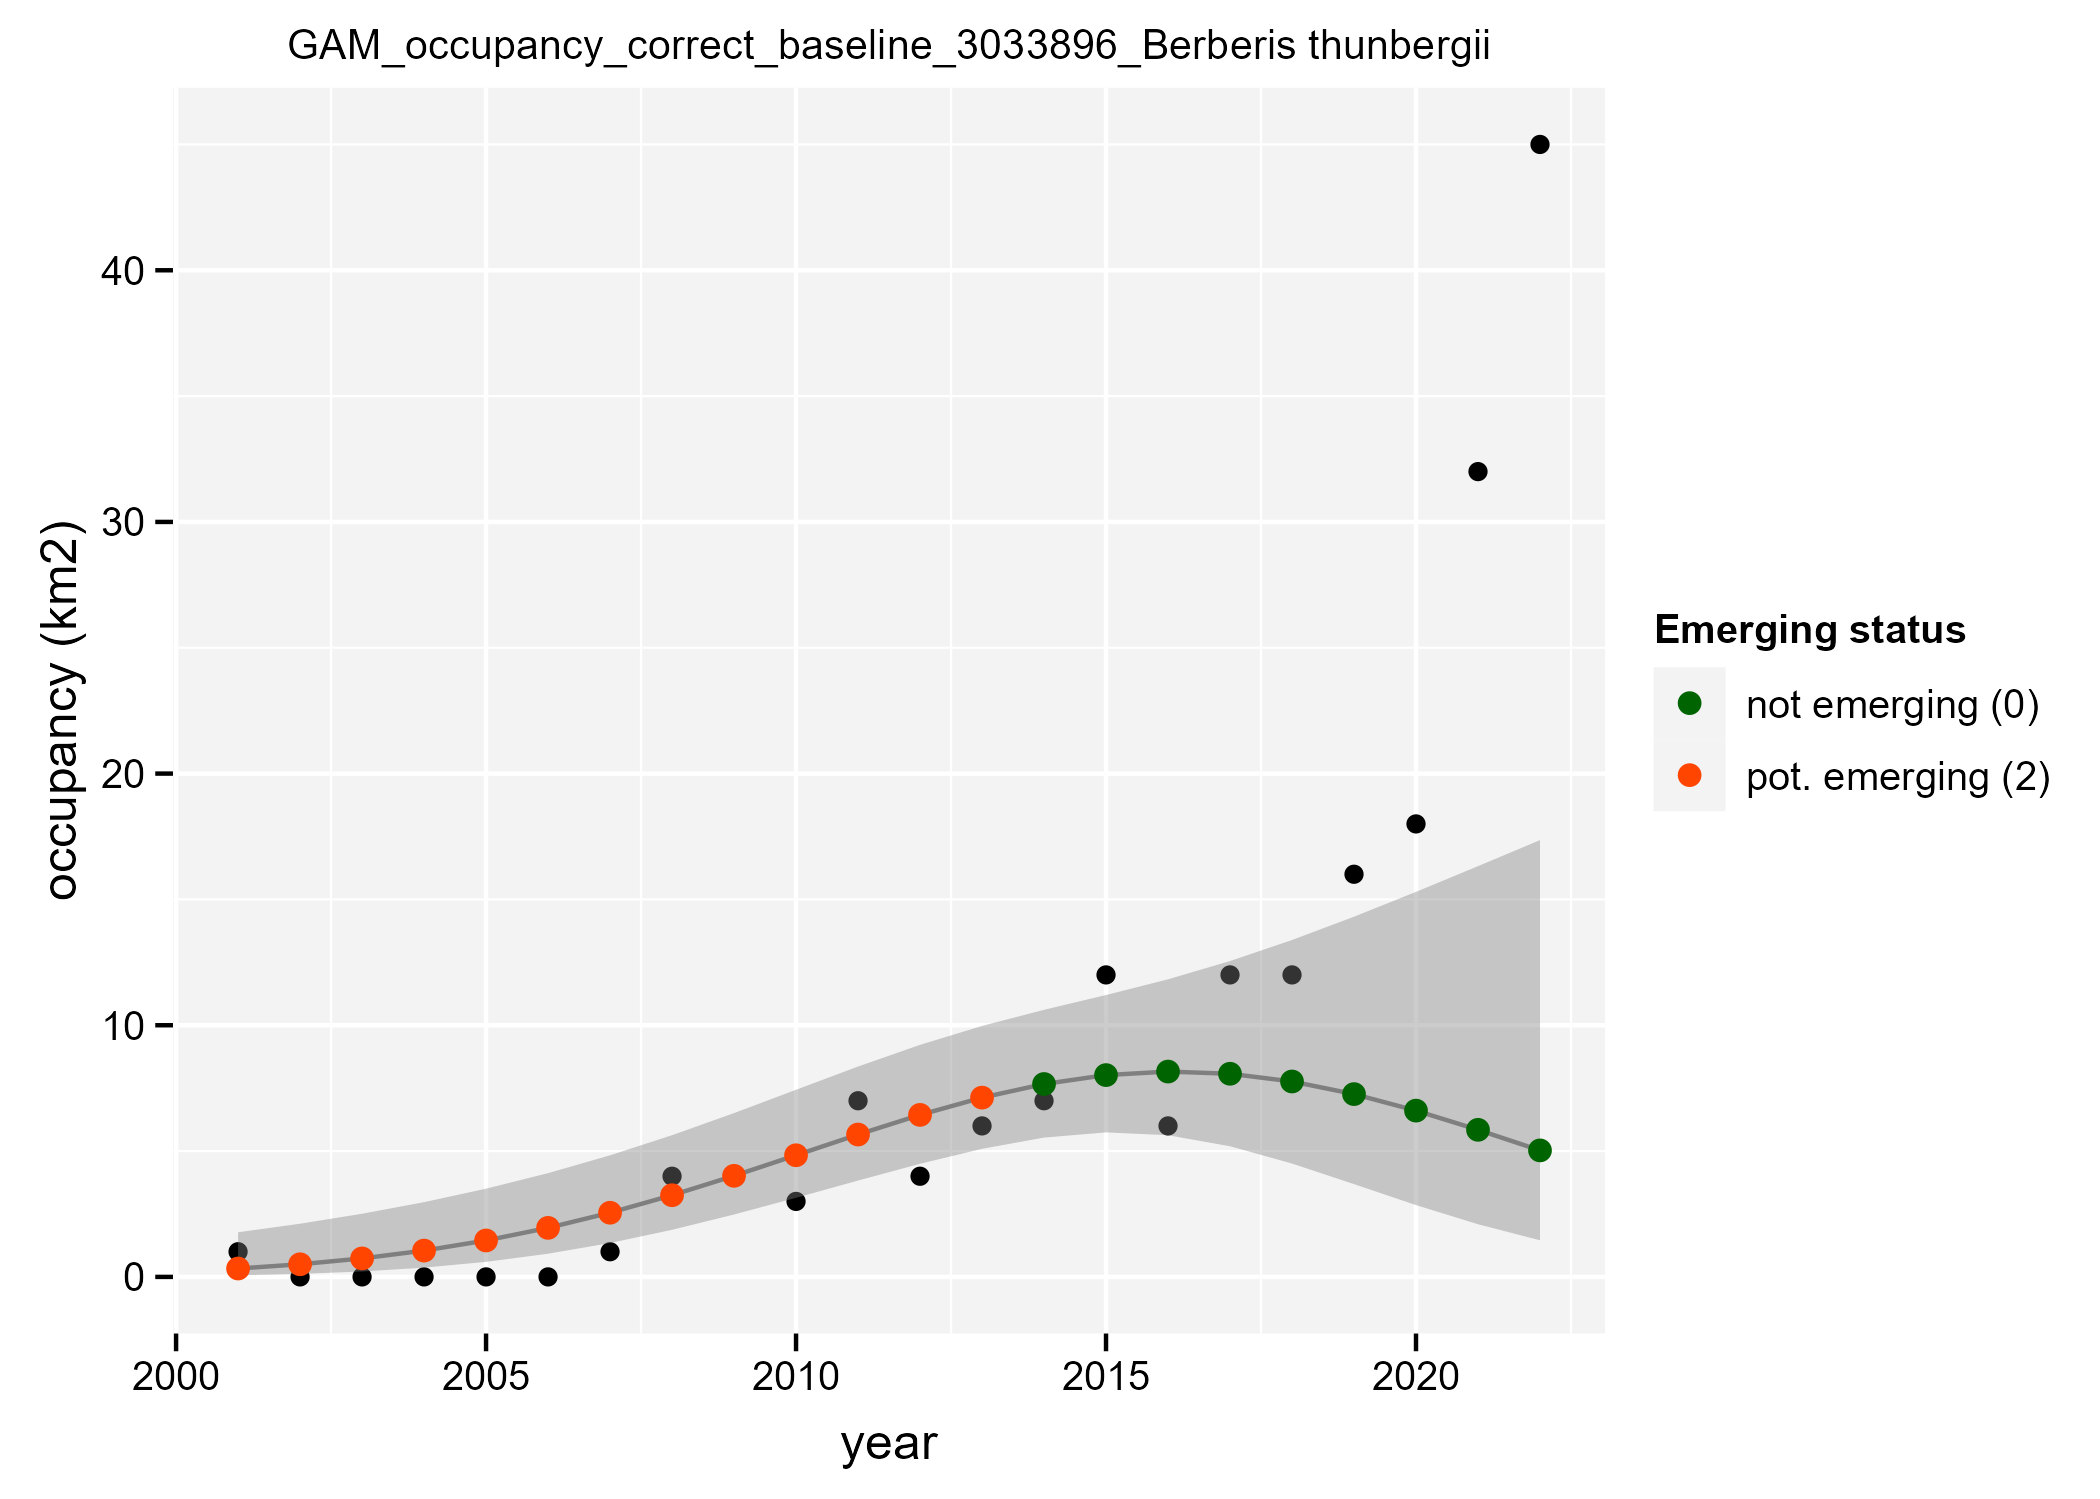 GAM_occupancy_correct_baseline_3033896_Berberis thunbergii
occupancy (km2)
40
30
20
10
0
2000 2005 2010 2015 2020
year
Emerging status
not emerging (0)
pot. emerging (2)